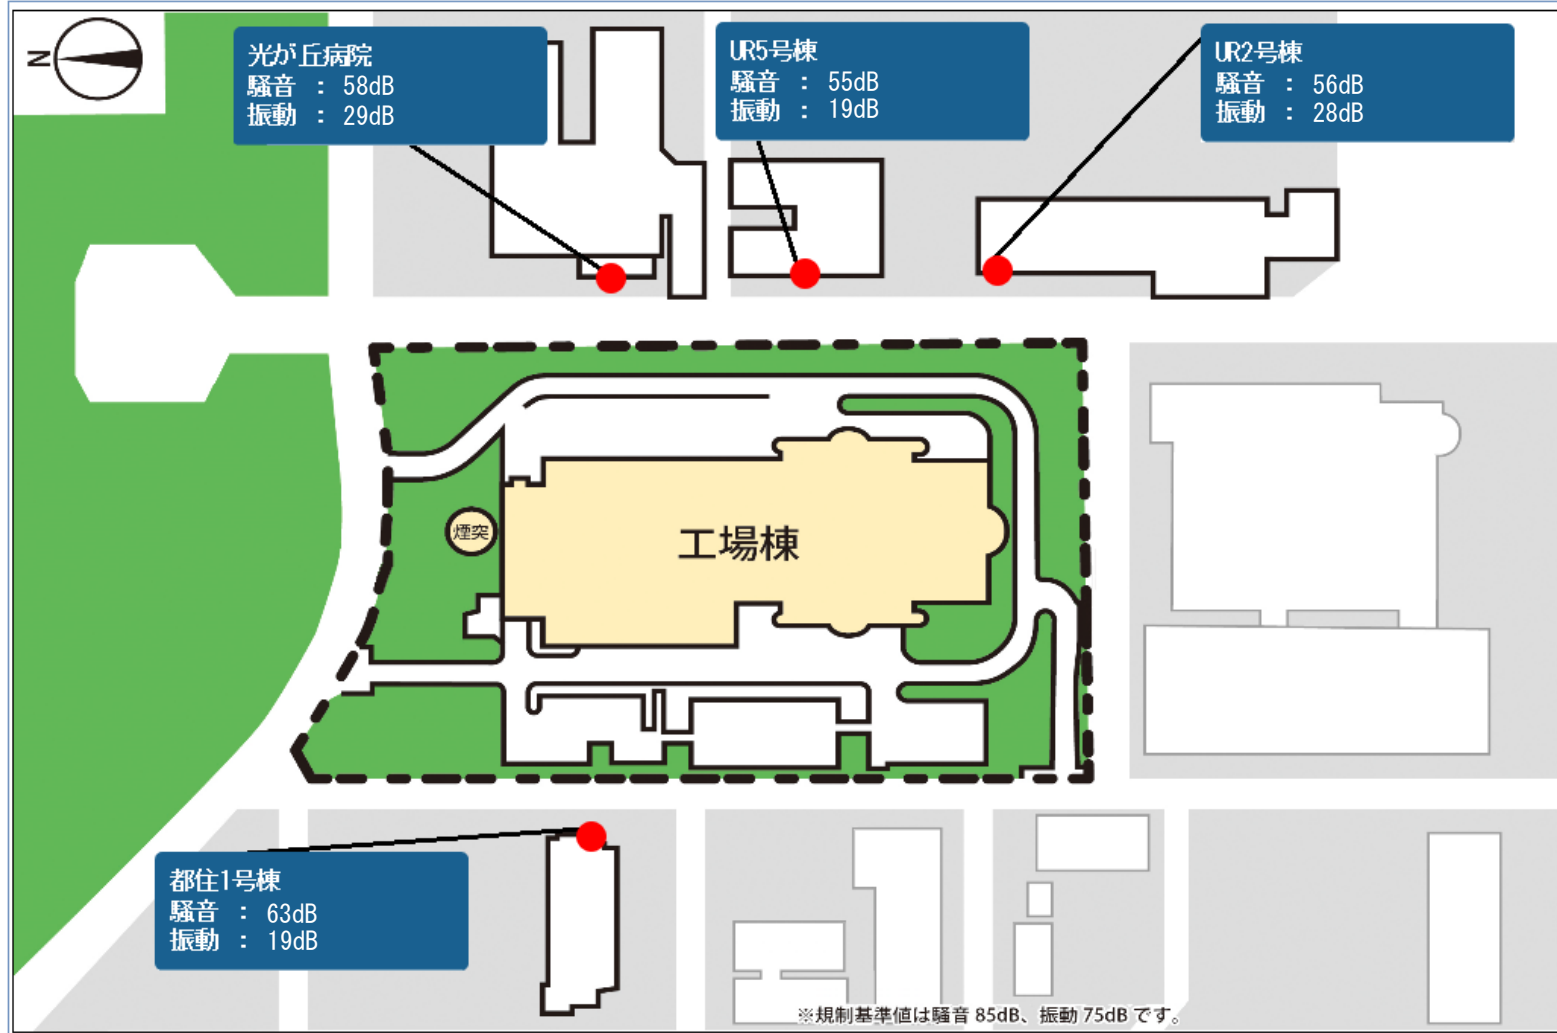 N
光が丘病院
騒音 : 58dB
振動 : 29dB
UR5号棟
騒音 : 55dB
振動 : 19dB
UR2号棟
騒音 : 56dB
振動 : 28dB
煙突
工場棟
都住1号棟
騒音 : 63dB
振動 : 19dB
※規制基準値は騒音 85dB、振動 75dB です。